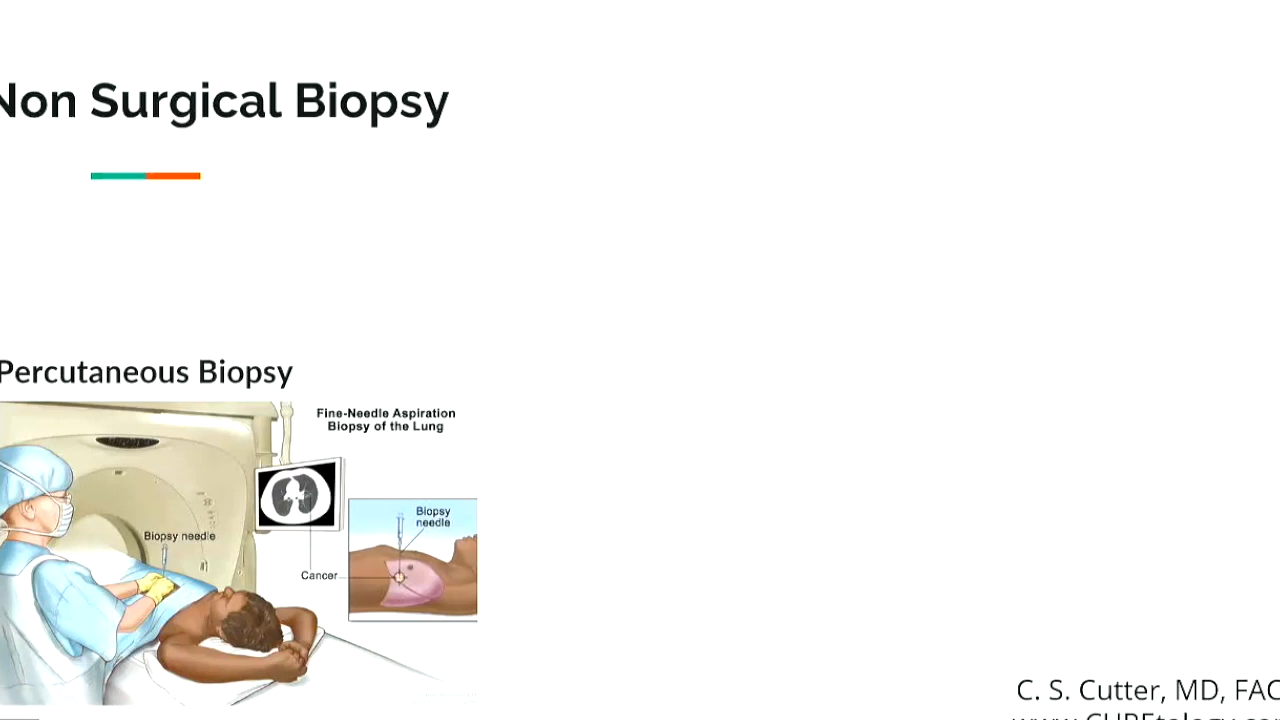 Non Surgical Biopsy
Percutaneous Biopsy
Fine-Needle Aspiration
Biopsy of the Lung
Biopsy
needle
Biopsy needle
Cancer
C. S. Cutter, MD, FAC